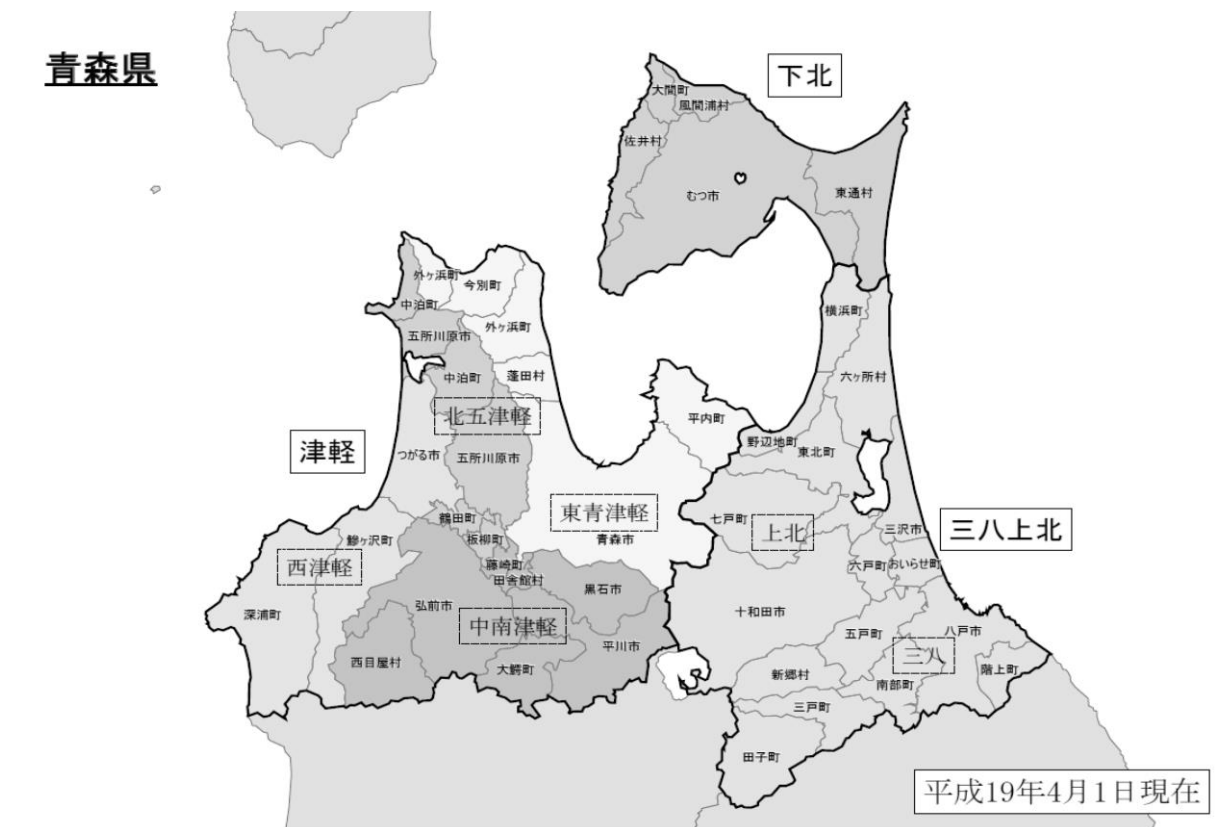 青森県
下北
大間町
風間浦村
佐井村
むつ市
東通村
外ヶ浜町
今別町
中泊町
横浜町
外ヶ浜町
五所川原市
中泊町
蓬田村
六ヶ所村
北五津軽
平内町
野辺地町
東北町
津軽
つがる市
五所川原市
東青津軽
鶴田町
七戸町
上北
三沢市
三八上北
青森市
板柳町
鰺ヶ沢町
西津軽
藤崎町
六戸町
おいらせ町
田舎館村
黒石市
弘前市
深浦町
十和田市
中南津軽
五戸町
八戸市
平川市
三八
西目屋村
大鰐町
新郷村
階上町
南部町
三戸町
田子町
平成19年4月1日現在